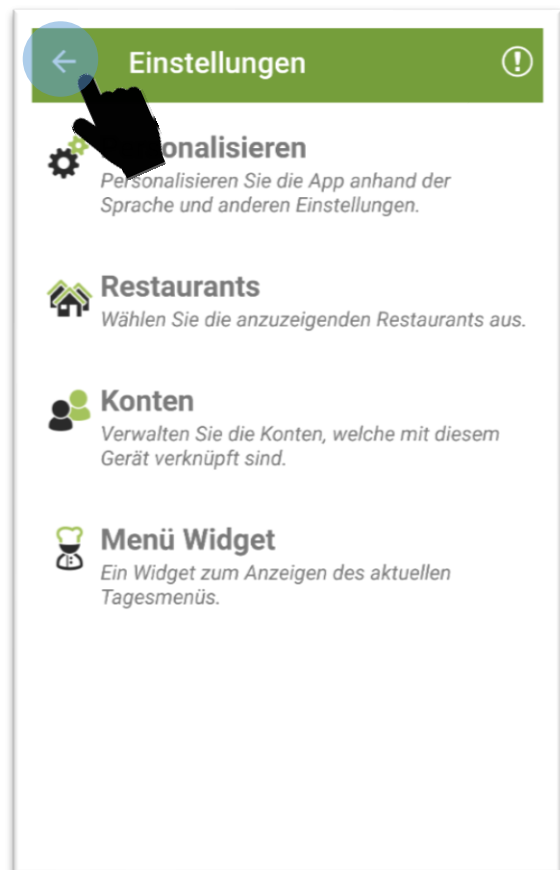 Einstellungen
onalisieren
Personalisieren Sie die App anhand der
Sprache und anderen Einstellungen.
Restaurants
Wählen Sie die anzuzeigenden Restaurants aus.
Konten
Verwalten Sie die Konten, welche mit diesem
Gerät verknüpft sind.
Menü Widget
Ein Widget zum Anzeigen des aktuellen
Tagesmenüs.